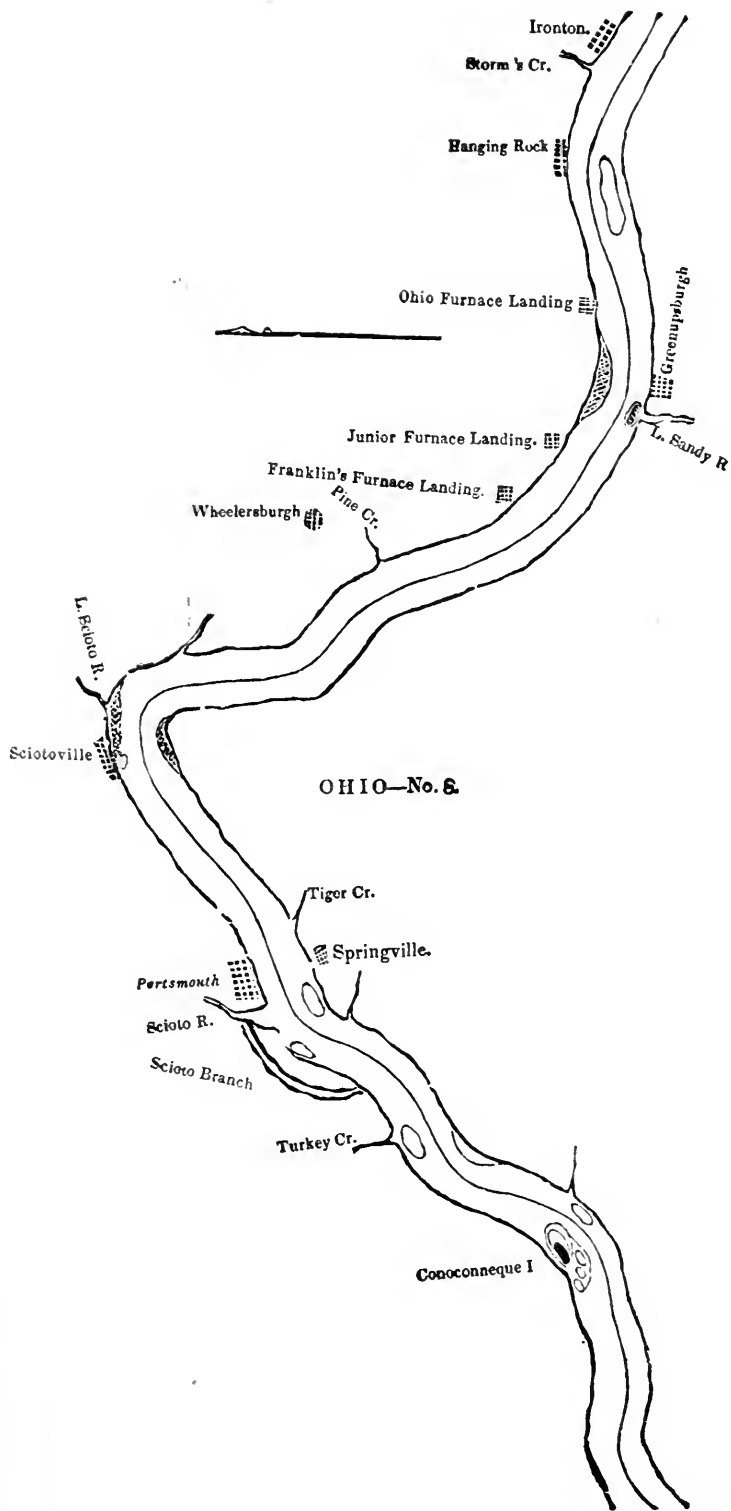 Ironton.
Storm's Cr.
Hanging Rock
Ohio Furnace Landing
Greenupsburgh
L. Sandy R
Junior Furnace Landing.
Franklin's Furnace Landing.
Wheelersburgh
Pine Cr.
L. Scioto R.
Sciotoville
OHIO—No. 8.
Tiger Cr.
Springville.
Portsmouth
Scioto R.
Scioto Branch
Turkey Cr.
Conoconneque I